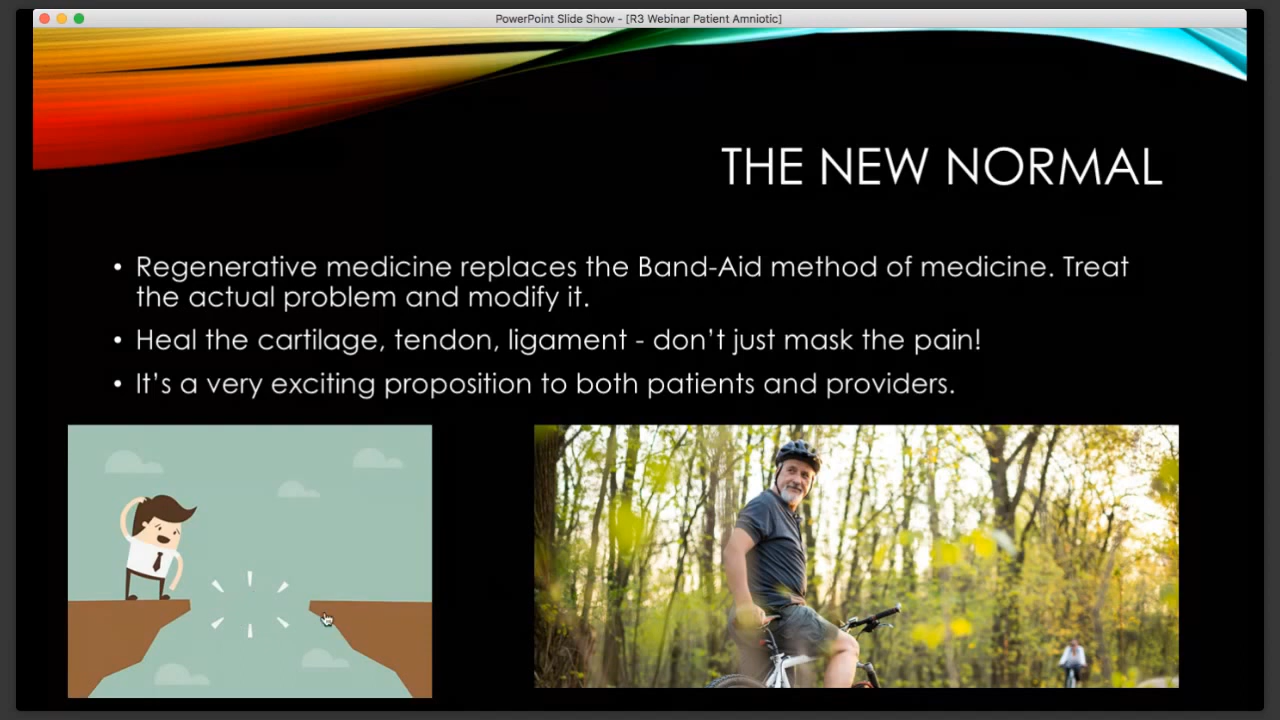 PowerPoint Slide Show - [R3 Webinar Patient Amniotic]
THE NEW NORMAL
• Regenerative medicine replaces the Band-Aid method of medicine. Treat
the actual problem and modify it.
• Heal the cartilage, tendon, ligament - don’t just mask the pain!
• It’s a very exciting proposition to both patients and providers.